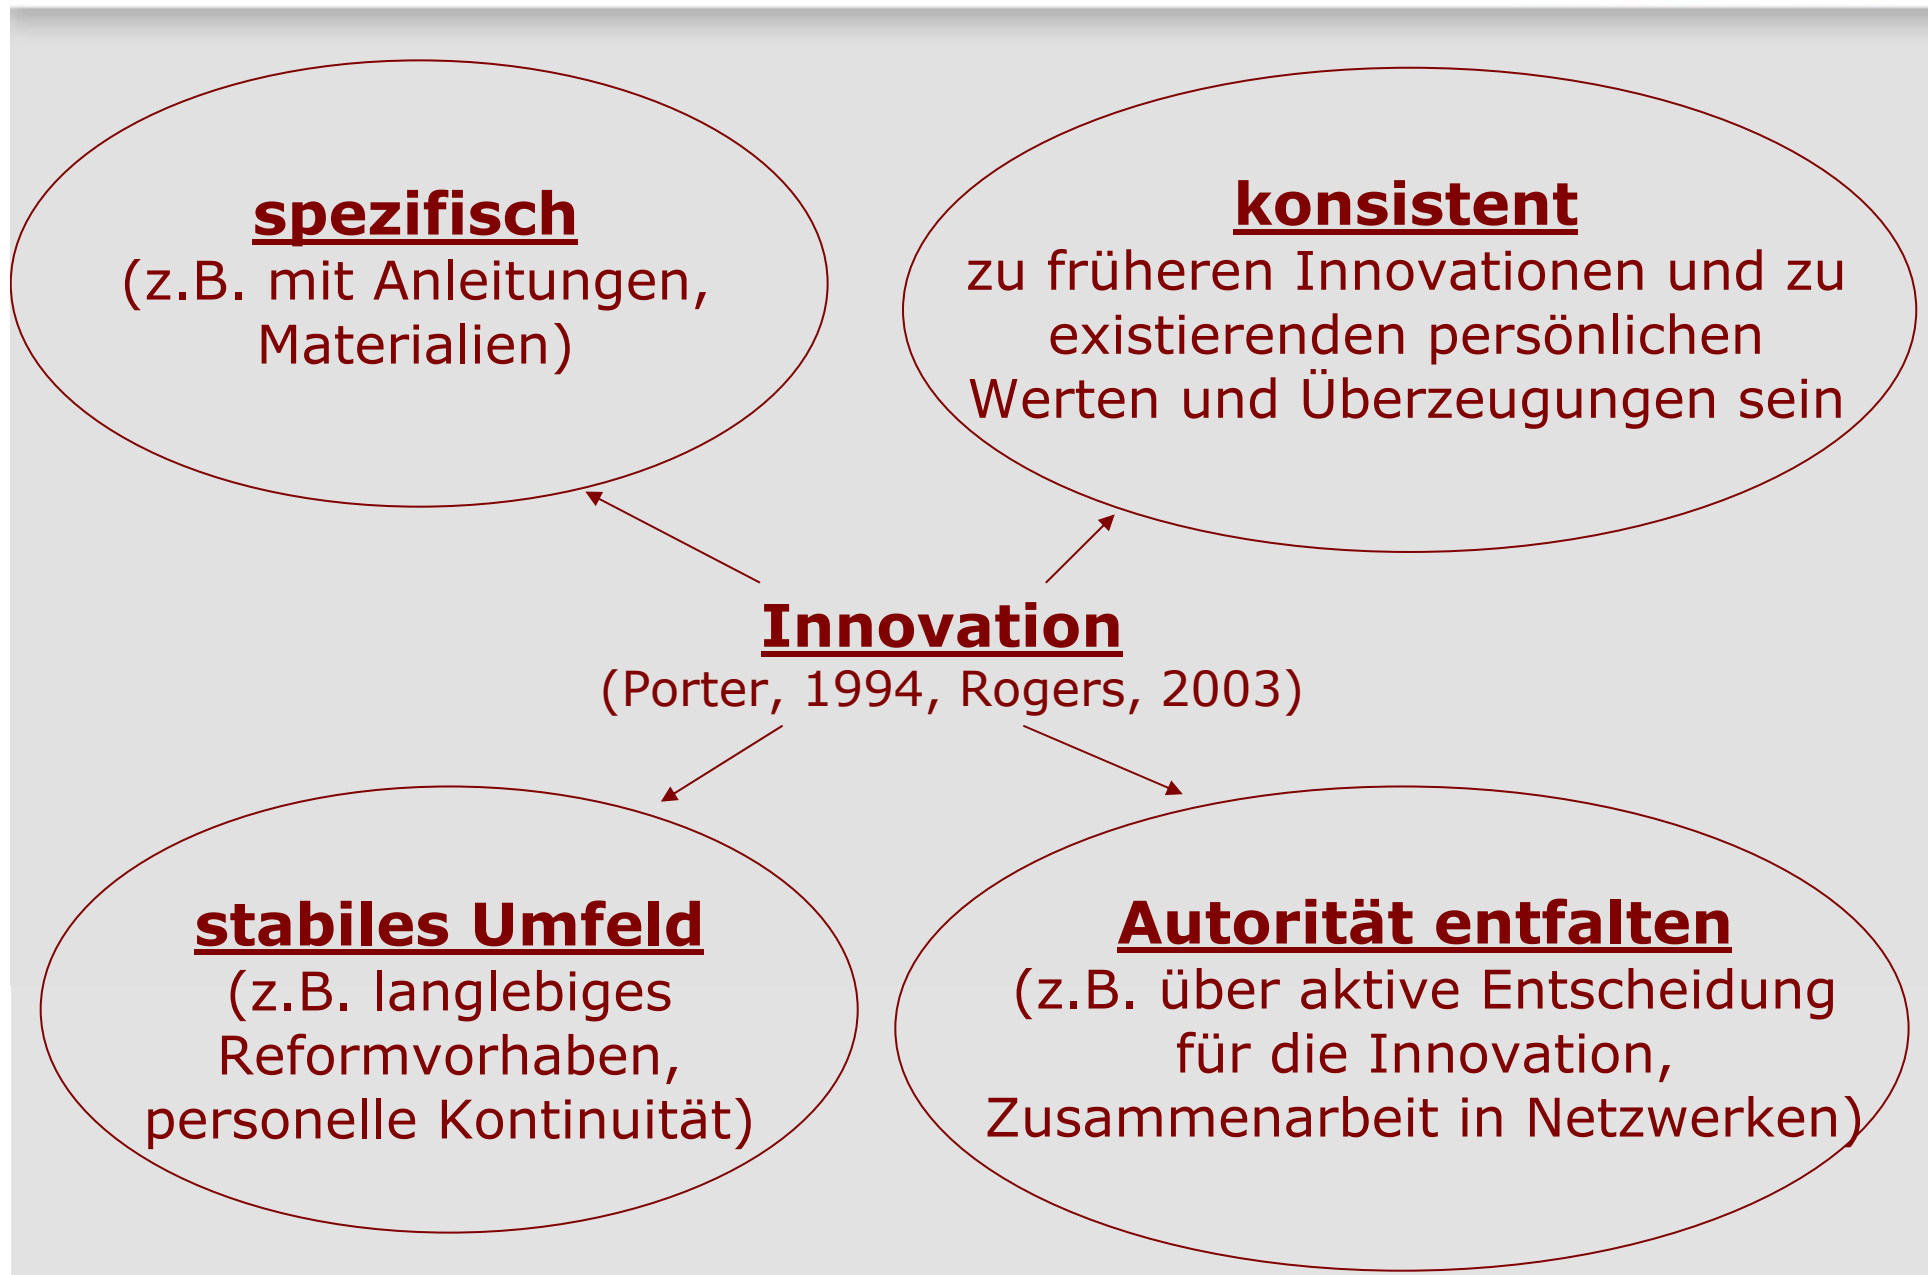 spezifisch
(z.B. mit Anleitungen,
Materialien)
konsistent
zu früheren Innovationen und zu
existierenden persönlichen
Werten und Überzeugungen sein
Innovation
(Porter, 1994, Rogers, 2003)
stabiles Umfeld
(z.B. langlebiges
Reformvorhaben,
personelle Kontinuität)
Autorität entfalten
(z.B. über aktive Entscheidung
für die Innovation,
Zusammenarbeit in Netzwerken)